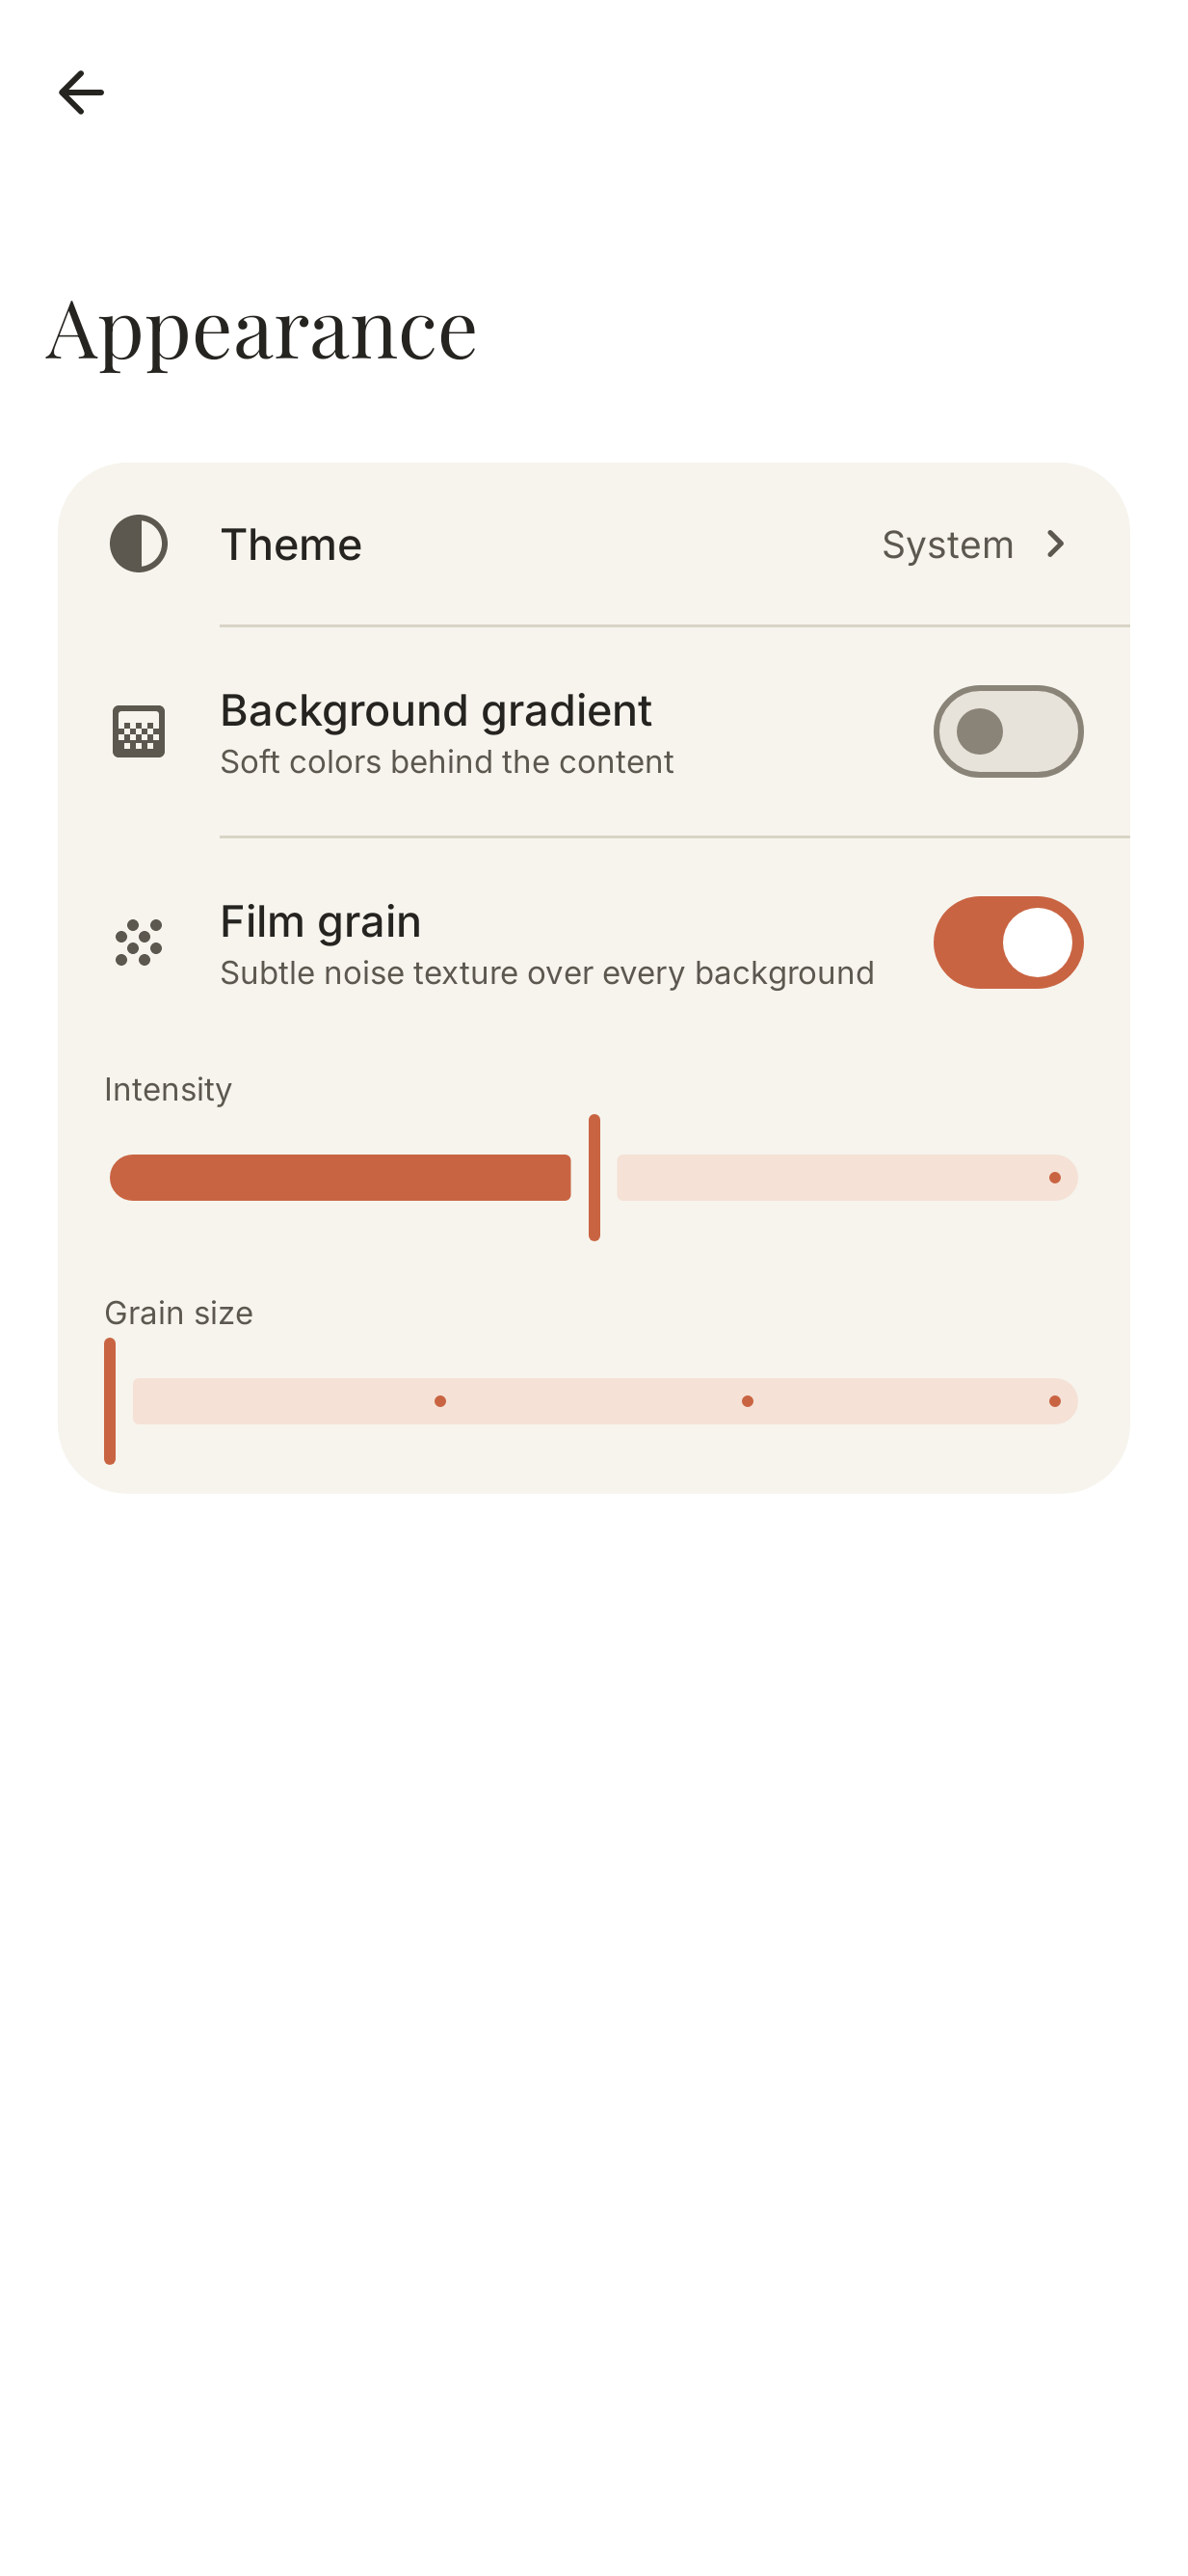 Appearance
Theme
System
Background gradient
Soft colors behind the content
Film grain
Subtle noise texture over every background
Intensity
Grain size